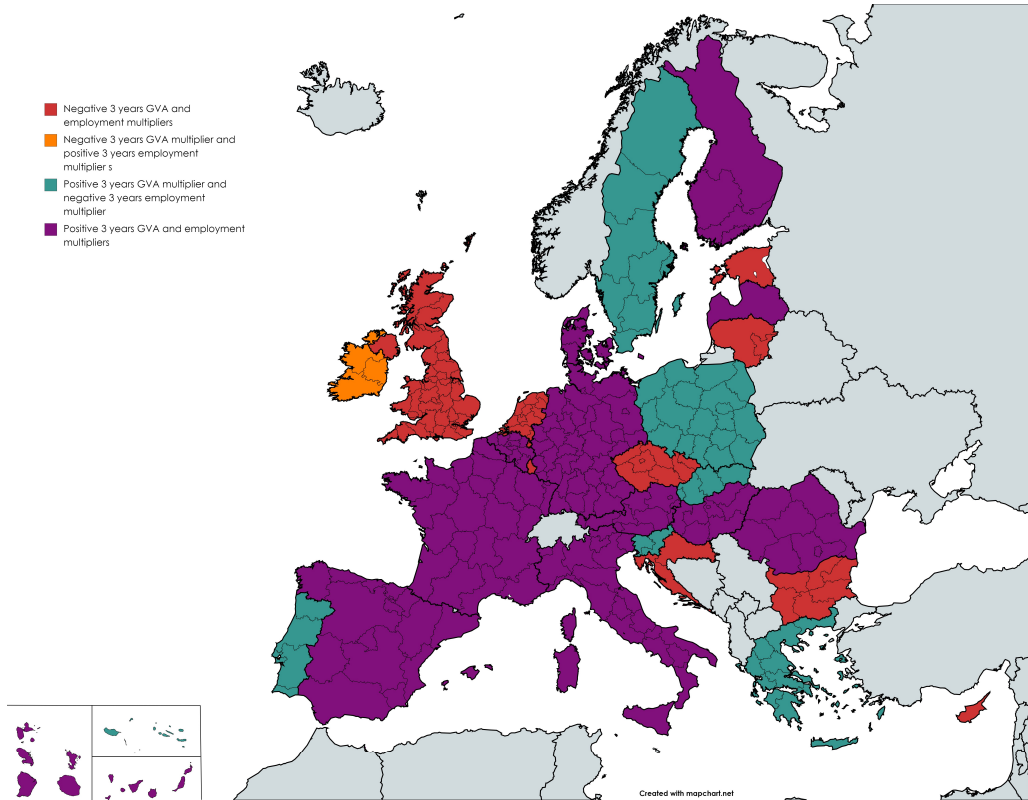 Negative 3 years GVA and
employment multipliers
Negative 3 years GVA multiplier and
positive 3 years employment
multiplier s
Positive 3 years GVA multiplier and
negative 3 years employment
multiplier
Positive 3 years GVA and employment
multipliers
Created with mapchart.net